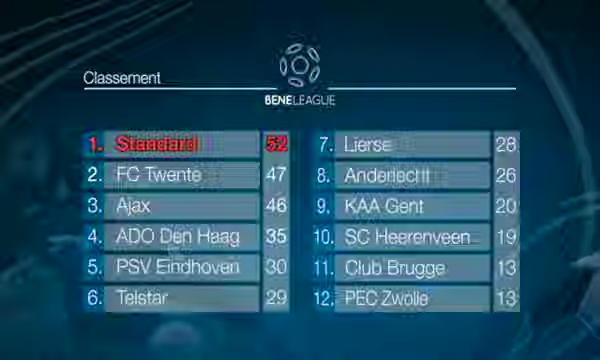 Classement
BENELEAGUE
1. Standard 52
2. FC Twente 47
3. Ajax 46
4. ADO Den Haag 35
5. PSV Eindhoven 30
6. Telstar 29
7. Lierse 28
8. Anderlecht 26
9. KAA Gent 20
10. SC Heerenveen 19
11. Club Brugge 13
12. PEC Zwolle 13